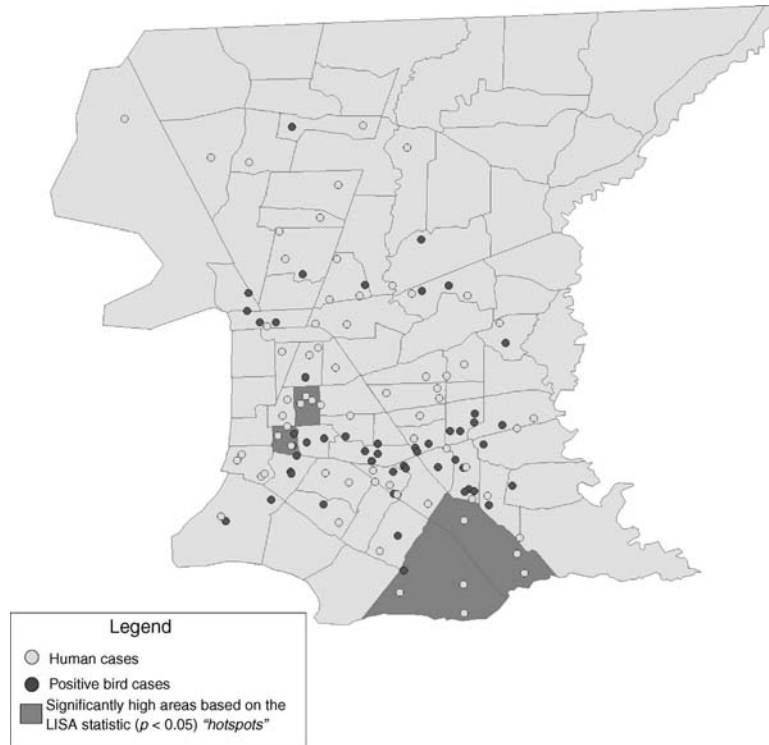 Legend
Human cases
Positive bird cases
Significantly high areas based on the
LISA statistic (p < 0.05) "hotspots"